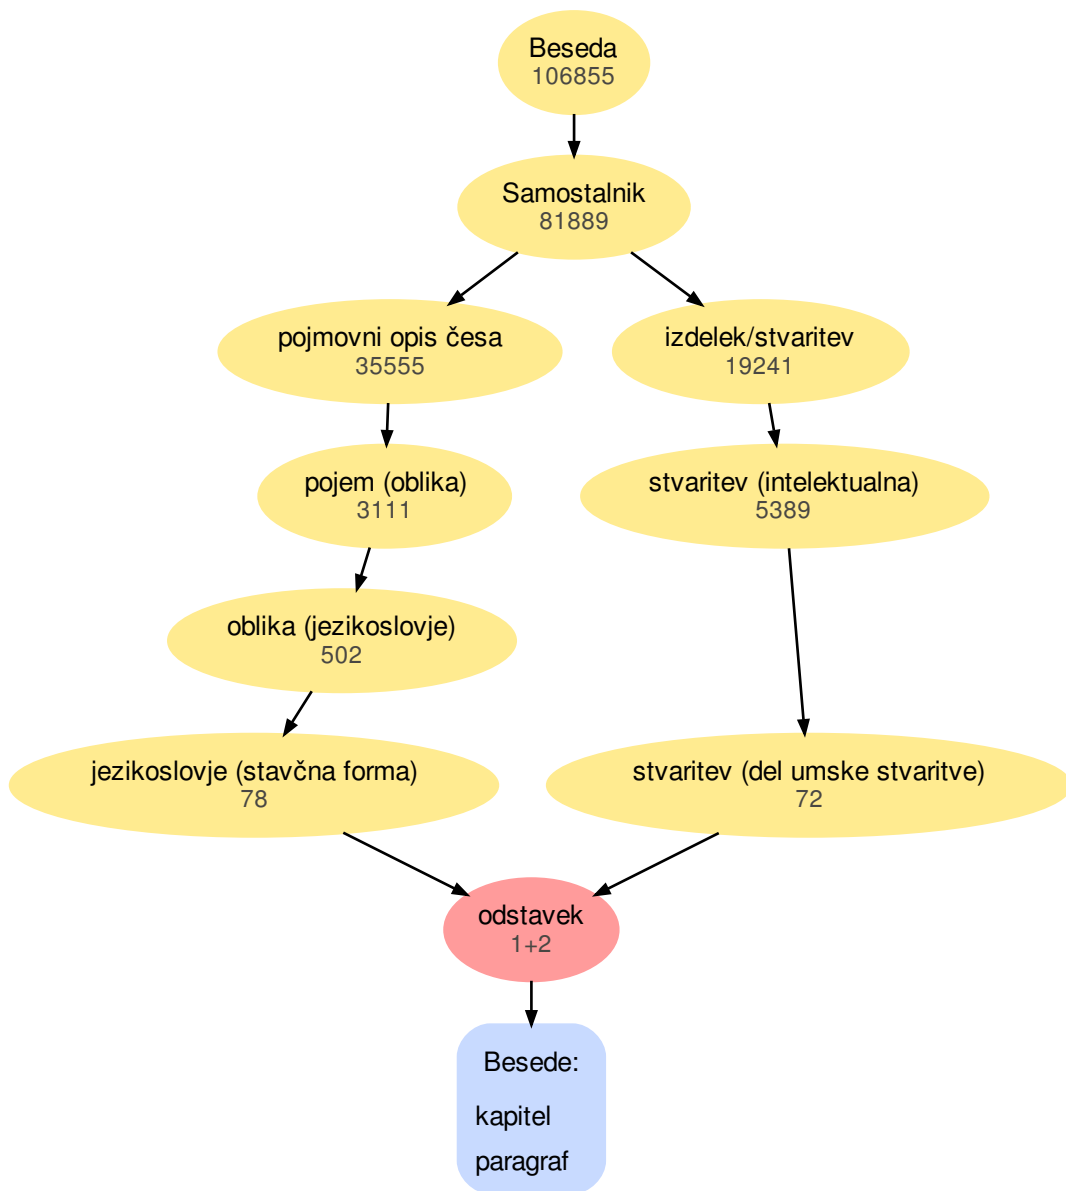 Beseda
106855
Samostalnik
81889
pojmovni opis česa
35555
izdelek/stvaritev
19241
pojem (oblika)
3111
stvaritev (intelektualna)
5389
oblika (jezikoslovje)
502
jezikoslovje (stavčna forma)
78
stvaritev (del umske stvaritve)
72
odstavek
1+2
Besede:
kapitel
paragraf